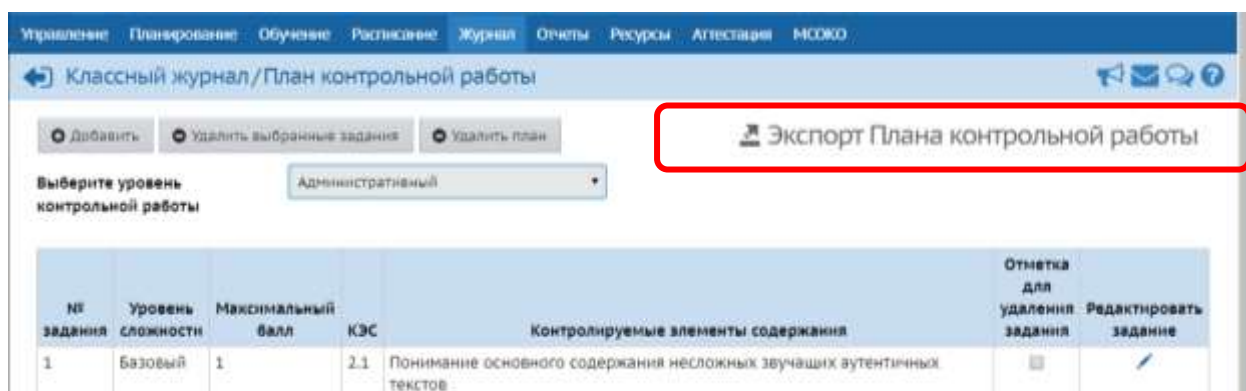 Управление Планирование Обучение Расписание Журнал Отчеты Ресурсы Аттестация МСОКО
Классный журнал/План контрольной работы
Добавить Удалить выбранные задания Удалить план Экспорт Плана контрольной работы
Выберите уровень Административный
контрольной работы
Отметка
для
№ Уровень Максимальный удаления Редактировать
задания сложности балл КЭС Контролируемые элементы содержания задания задание
1 Базовый 1 2.1 Понимание основного содержания несложных звучащих аутентичных
текстов